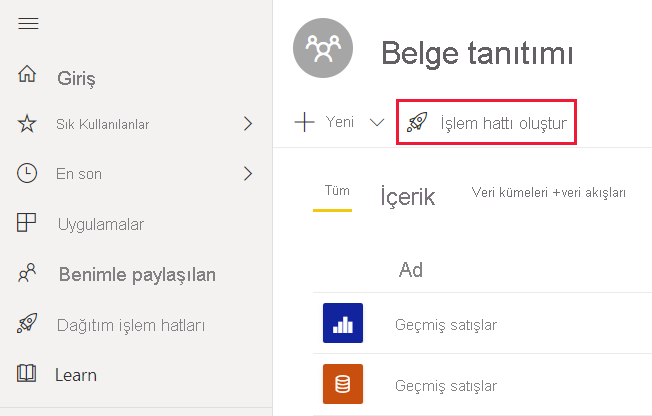 Giriş
Sık Kullanılanlar
En son
Uygulamalar
Benimle paylaşılan
Dağıtım işlem hatları
Learn
Belge tanıtımı
Yeni
İşlem hattı oluştur
Tüm
İçerik
Veri kümeleri +veri akışları
Ad
Geçmiş satışlar
Geçmiş satışlar